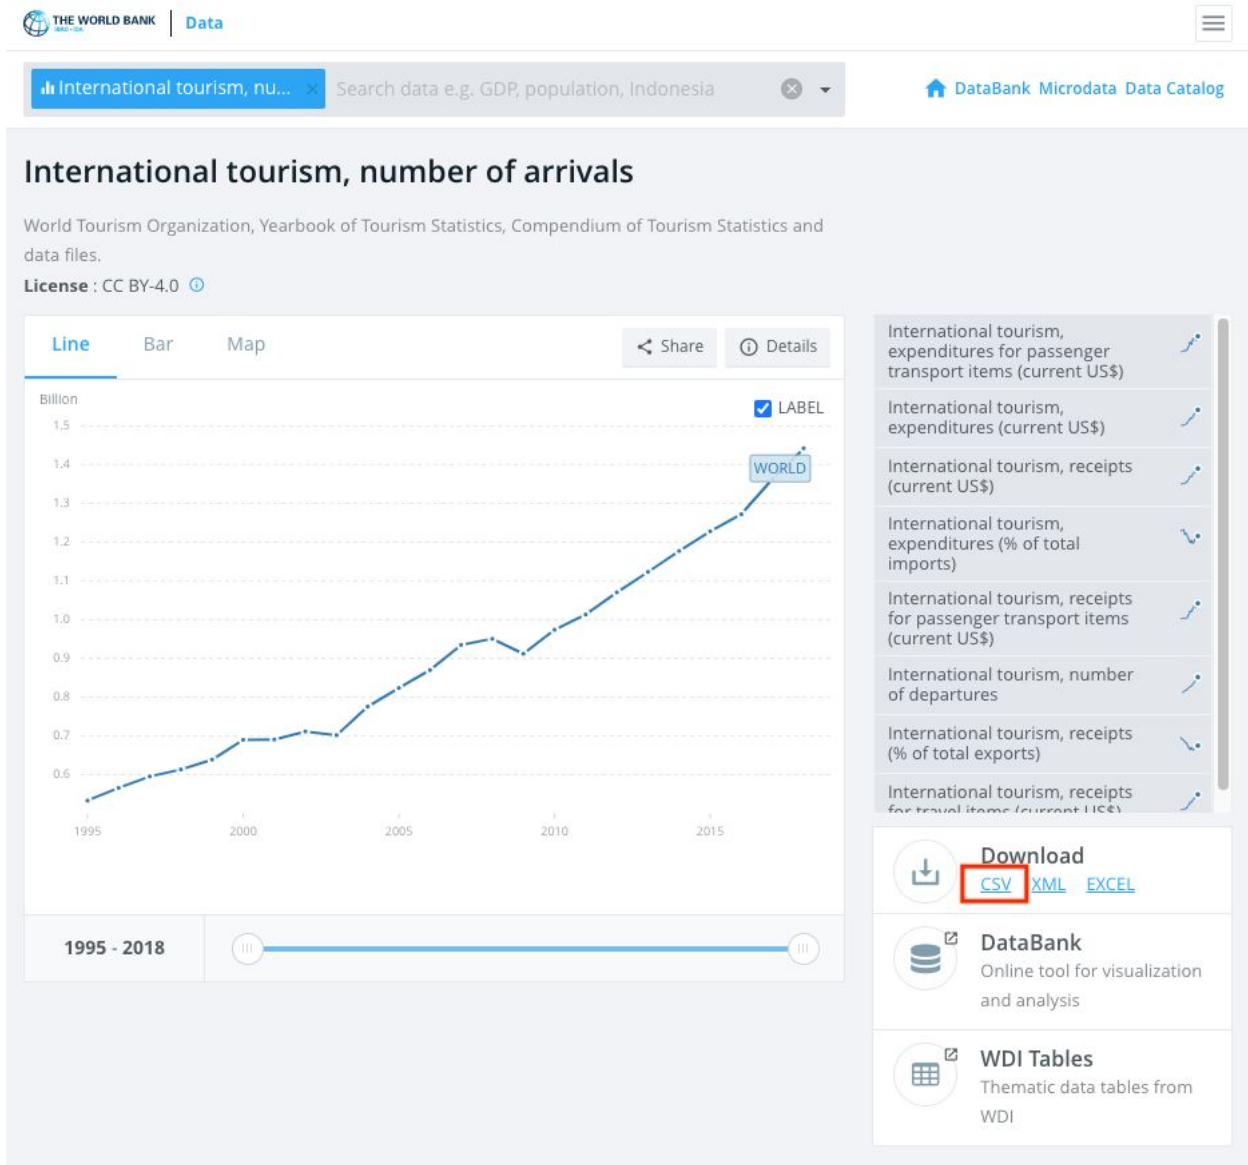 THE WORLD BANK
IBRD • IDA
Data
International tourism, nu... ×
Search data e.g. GDP, population, Indonesia
DataBank Microdata Data Catalog
International tourism, number of arrivals
World Tourism Organization, Yearbook of Tourism Statistics, Compendium of Tourism Statistics and
data files.
License : CC BY-4.0
Line Bar Map
Share
Details
Billion
LABEL
1.5
1.4
WORLD
1.3
1.2
1.1
1.0
0.9
0.8
0.7
0.6
1995 2000 2005 2010 2015
1995 - 2018
International tourism,
expenditures for passenger
transport items (current US$)
International tourism,
expenditures (current US$)
International tourism, receipts
(current US$)
International tourism,
expenditures (% of total
imports)
International tourism, receipts
for passenger transport items
(current US$)
International tourism, number
of departures
International tourism, receipts
(% of total exports)
International tourism, receipts
for travel items (current US$)
Download
CSV XML EXCEL
DataBank
Online tool for visualization
and analysis
WDI Tables
Thematic data tables from
WDI